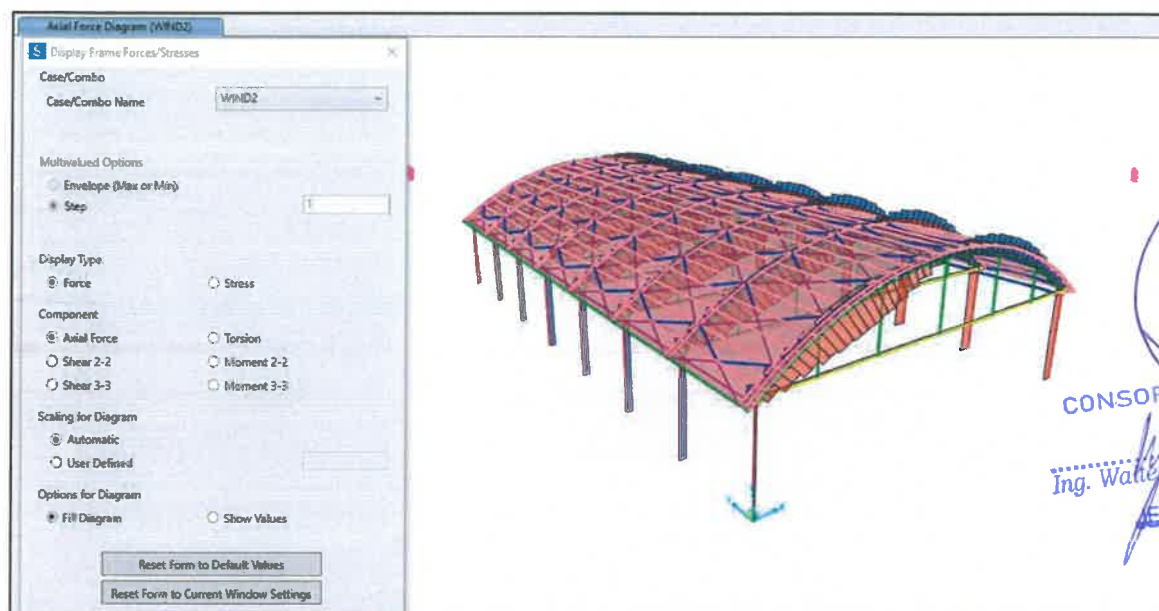 Axial Force Diagram (WIND2)
S Display Frame Forces/Stresses
Case/Combo
Case/Combo Name WIND2
Multivalued Options
Envelope (Max or Min)
Step 1
Display Type
Force Stress
Component
Axial Force Torsion
Shear 2-2 Moment 2-2
Shear 3-3 Moment 3-3
Scaling for Diagram
Automatic
User Defined
Options for Diagram
Fill Diagram Show Values
Reset Form to Default Values
Reset Form to Current Window Settings
CONSOR
Ing.